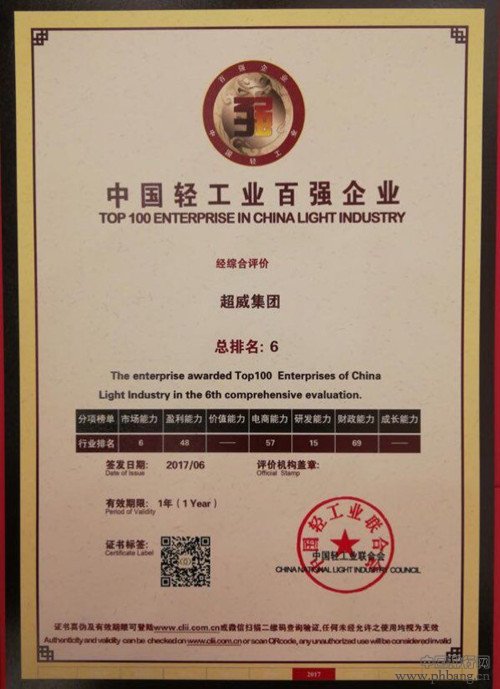 中国轻工业百强企业
TOP 100 ENTERPRISE IN CHINA LIGHT INDUSTRY
经综合评价
超威集团
总排名: 6
The enterprise awarded Top100 Enterprises of China
Light Industry in the 6th comprehensive evaluation.
分项榜单 市场能力 盈利能力 价值能力 电商能力 研发能力 财政能力 成长能力
行业排名 6 48 —— 57 15 69 ——
签发日期: 2017/06 评价机构盖章:
Date of Issue Official Stamp
有效期限: 1年（1 Year）
Period of Validity
证书标签:
Certificate Label
中国轻工业联合会
中国轻工业联合会
CHINA NATIONAL LIGHT INDUSTRY COUNCIL
证书真伪及有效期限可登陆www.clii.com.cn或微信扫描二维码查询验证,任何未经允许之使用均视为无效
Authenticity and validity can be checked on www.clii.com.cn or scan QRcode, any unauthorized use will be considered invalid
2017
中国排行网
www.phbang.cn